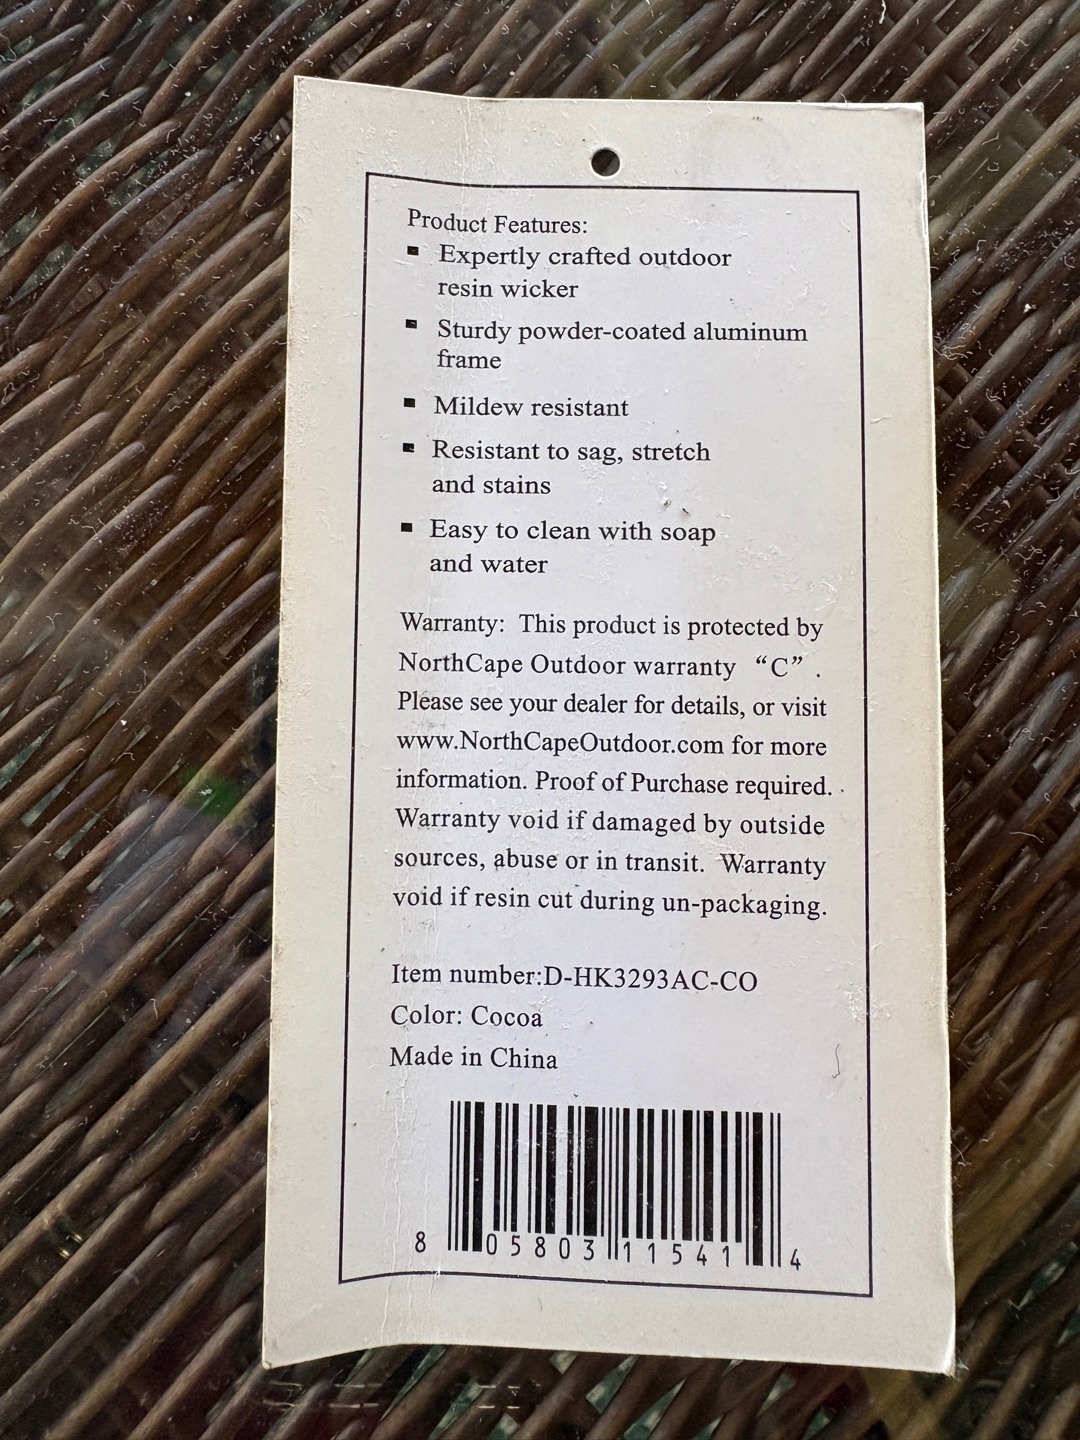 Product Features:
▪ Expertly crafted outdoor
resin wicker
▪ Sturdy powder-coated aluminum
frame
▪ Mildew resistant
▪ Resistant to sag, stretch
and stains
▪ Easy to clean with soap
and water
Warranty: This product is protected by
NorthCape Outdoor warranty “C” .
Please see your dealer for details, or visit
www.NorthCapeOutdoor.com for more
information. Proof of Purchase required.
Warranty void if damaged by outside
sources, abuse or in transit. Warranty
void if resin cut during un-packaging.
Item number:D-HK3293AC-CO
Color: Cocoa
Made in China
8 05803 11541 4